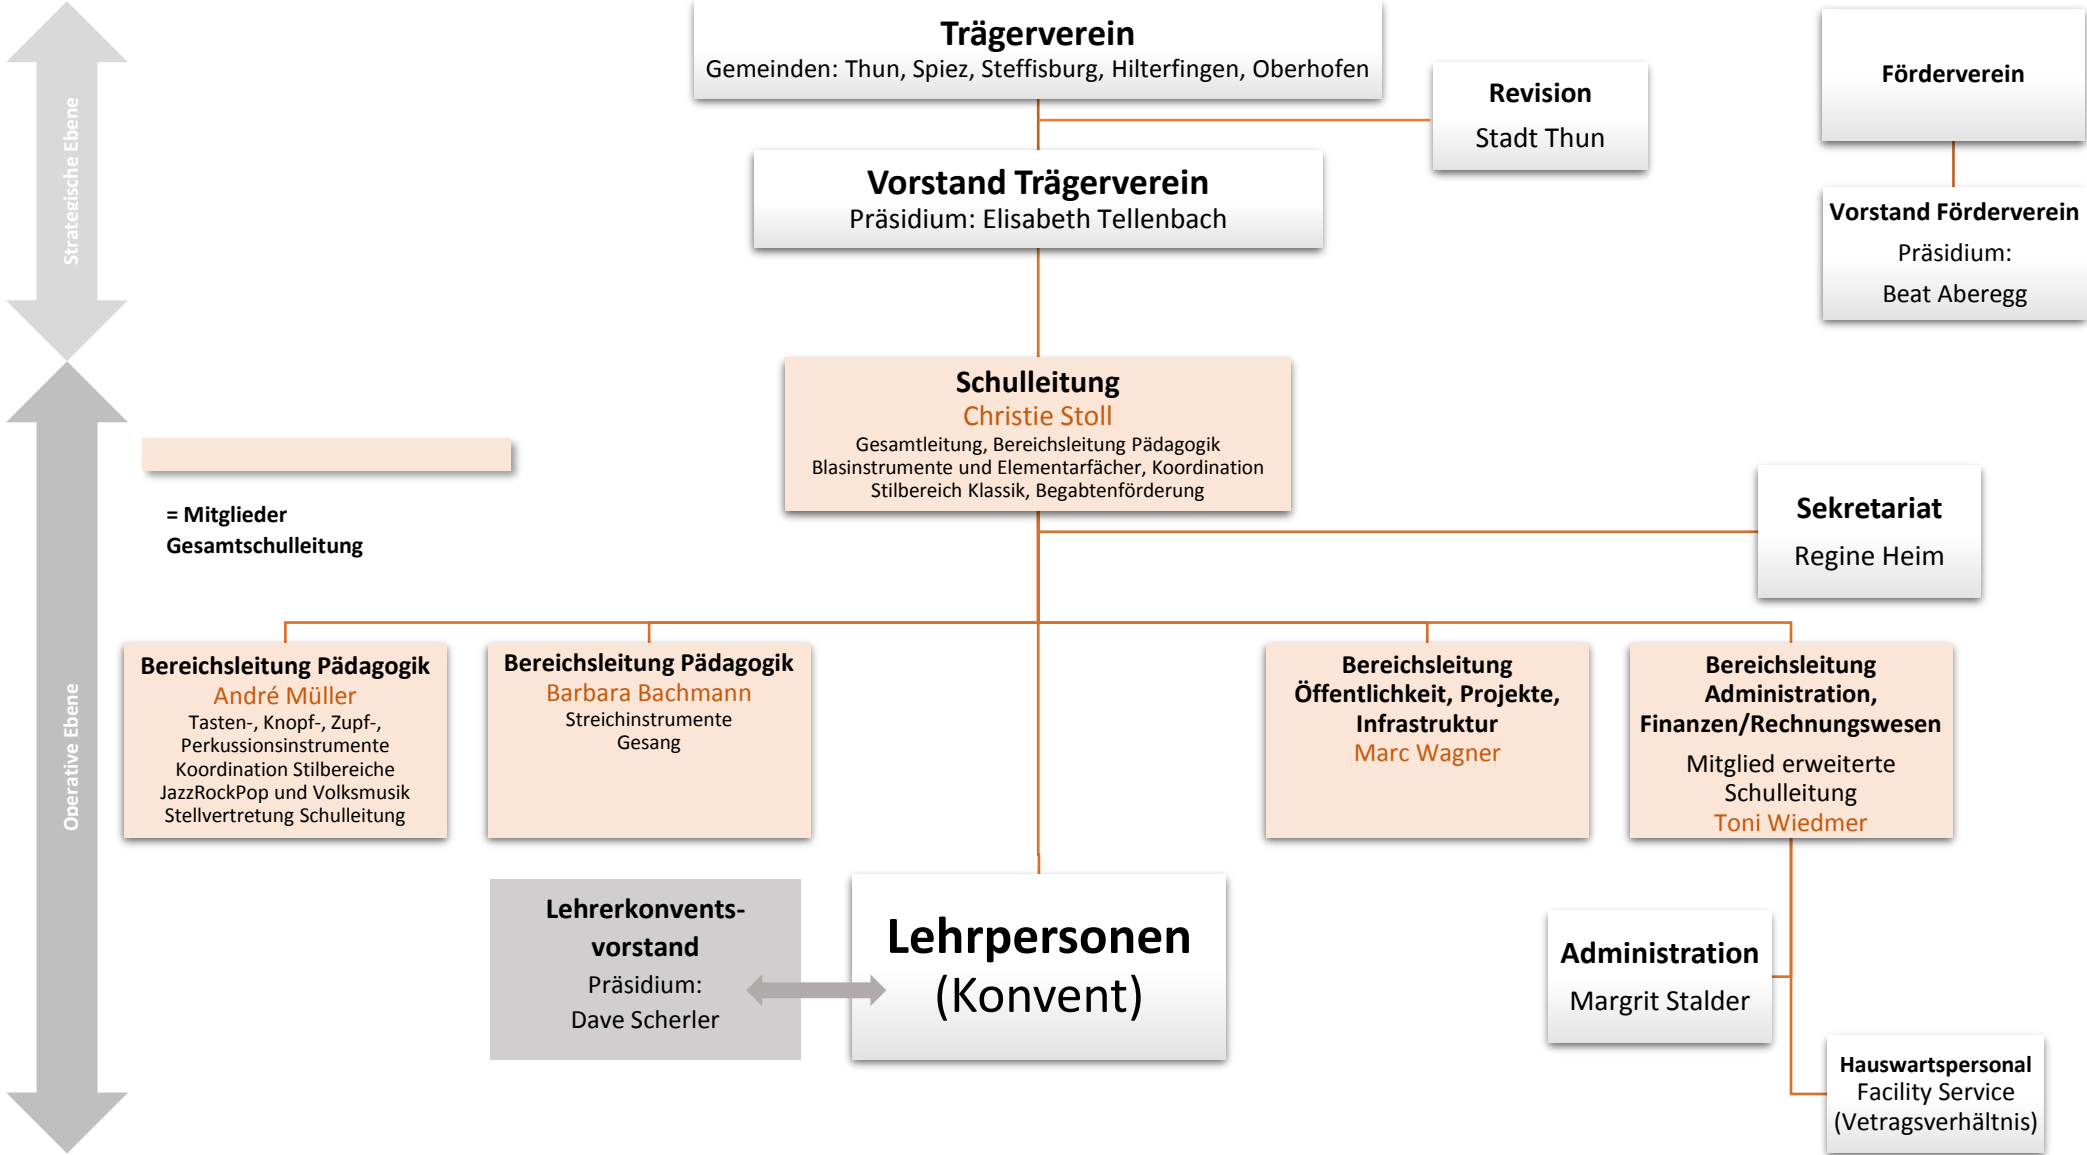 Trägerverein
Gemeinden: Thun, Spiez, Steffisburg, Hilterfingen, Oberhofen
Revision
Stadt Thun
Förderverein
Vorstand Trägerverein
Präsidium: Elisabeth Tellenbach
Vorstand Förderverein
Präsidium:
Beat Aberegg
Strategische Ebene
Schulleitung
Christie Stoll
Gesamtleitung, Bereichsleitung Pädagogik
Blasinstrumente und Elementarfächer, Koordination
Stilbereich Klassik, Begabtenförderung
= Mitglieder
Gesamtschulleitung
Sekretariat
Regine Heim
Bereichsleitung Pädagogik
André Müller
Tasten-, Knopf-, Zupf-,
Perkussionsinstrumente
Koordination Stilbereiche
JazzRockPop und Volksmusik
Stellvertretung Schulleitung
Bereichsleitung Pädagogik
Barbara Bachmann
Streichinstrumente
Gesang
Bereichsleitung
Öffentlichkeit, Projekte,
Infrastruktur
Marc Wagner
Bereichsleitung
Administration,
Finanzen/Rechnungswesen
Mitglied erweiterte
Schulleitung
Toni Wiedmer
Operative Ebene
Lehrerkonvents-
vorstand
Präsidium:
Dave Scherler
Lehrpersonen
(Konvent)
Administration
Margrit Stalder
Hauswartspersonal
Facility Service
(Vetragsverhältnis)